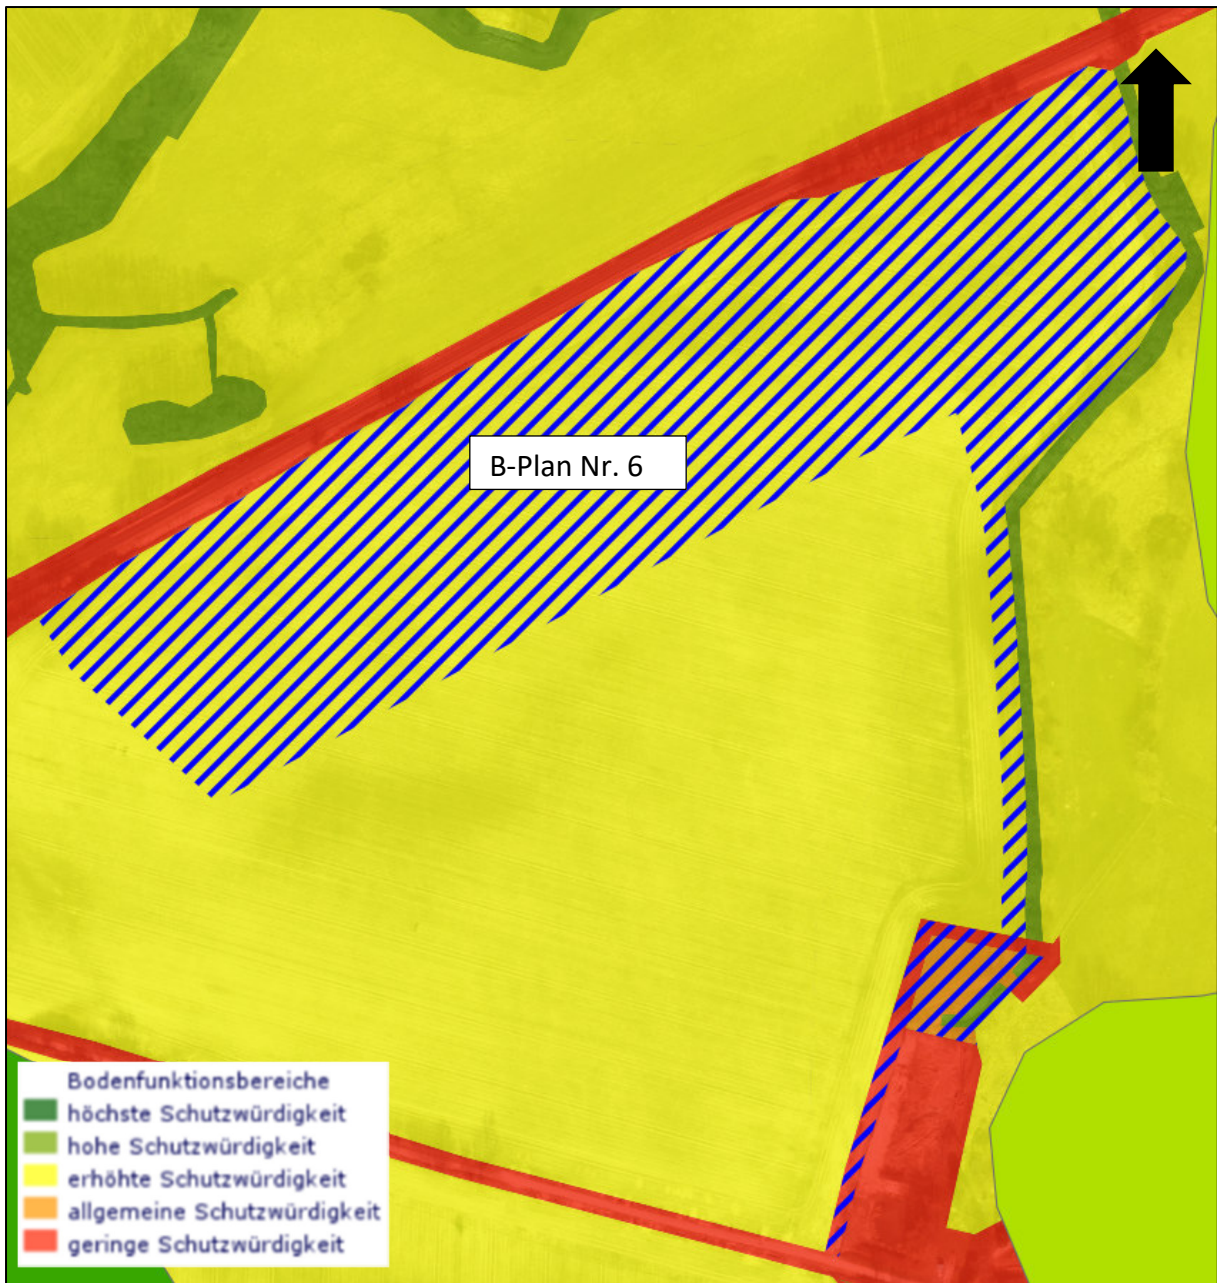 B-Plan Nr. 6
Bodenfunktionsbereiche
höchste Schutzwürdigkeit
hohe Schutzwürdigkeit
erhöhte Schutzwürdigkeit
allgemeine Schutzwürdigkeit
geringe Schutzwürdigkeit